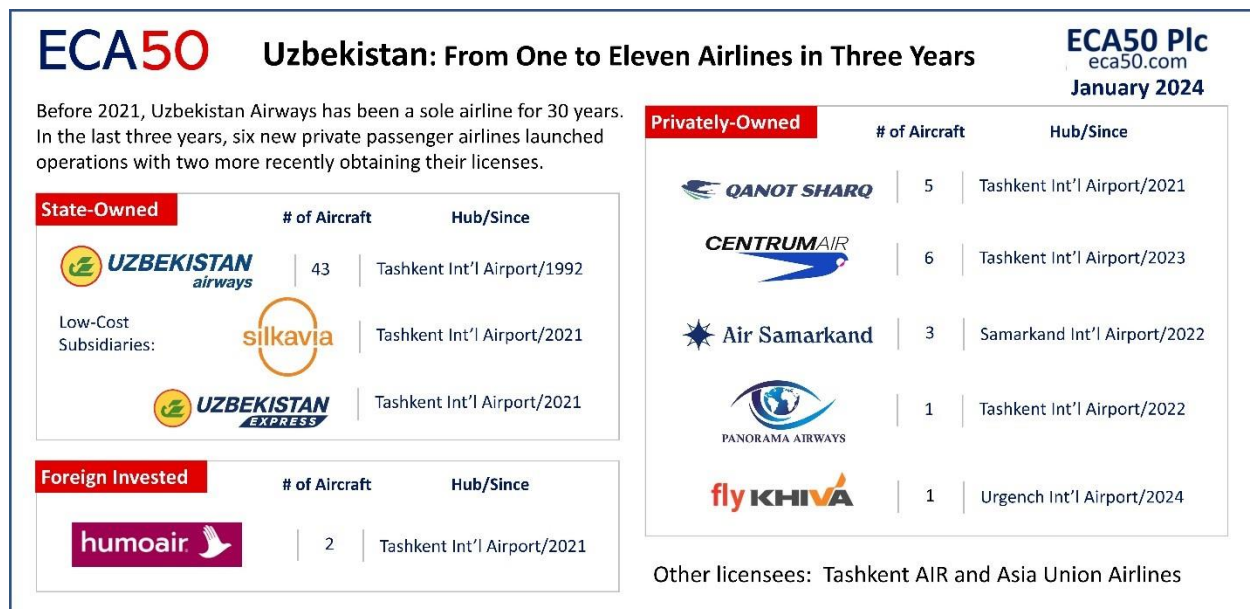 ECA50
Uzbekistan: From One to Eleven Airlines in Three Years
ECA50 Plc
eca50.com
January 2024
Before 2021, Uzbekistan Airways has been a sole airline for 30 years.
In the last three years, six new private passenger airlines launched
operations with two more recently obtaining their licenses.
State-Owned
# of Aircraft Hub/Since
UZBEKISTAN
airways
43 Tashkent Int'l Airport/1992
Low-Cost
Subsidiaries:
silkavia
Tashkent Int'l Airport/2021
UZBEKISTAN
EXPRESS
Tashkent Int'l Airport/2021
Foreign Invested
# of Aircraft Hub/Since
humoair 2 Tashkent Int'l Airport/2021
Privately-Owned
# of Aircraft Hub/Since
QANOT SHARQ 5 Tashkent Int'l Airport/2021
CENTRUMAIR 6 Tashkent Int'l Airport/2023
Air Samarkand 3 Samarkand Int'l Airport/2022
PANORAMA AIRWAYS 1 Tashkent Int'l Airport/2022
fly KHIVA 1 Urgench Int'l Airport/2024
Other licensees: Tashkent AIR and Asia Union Airlines